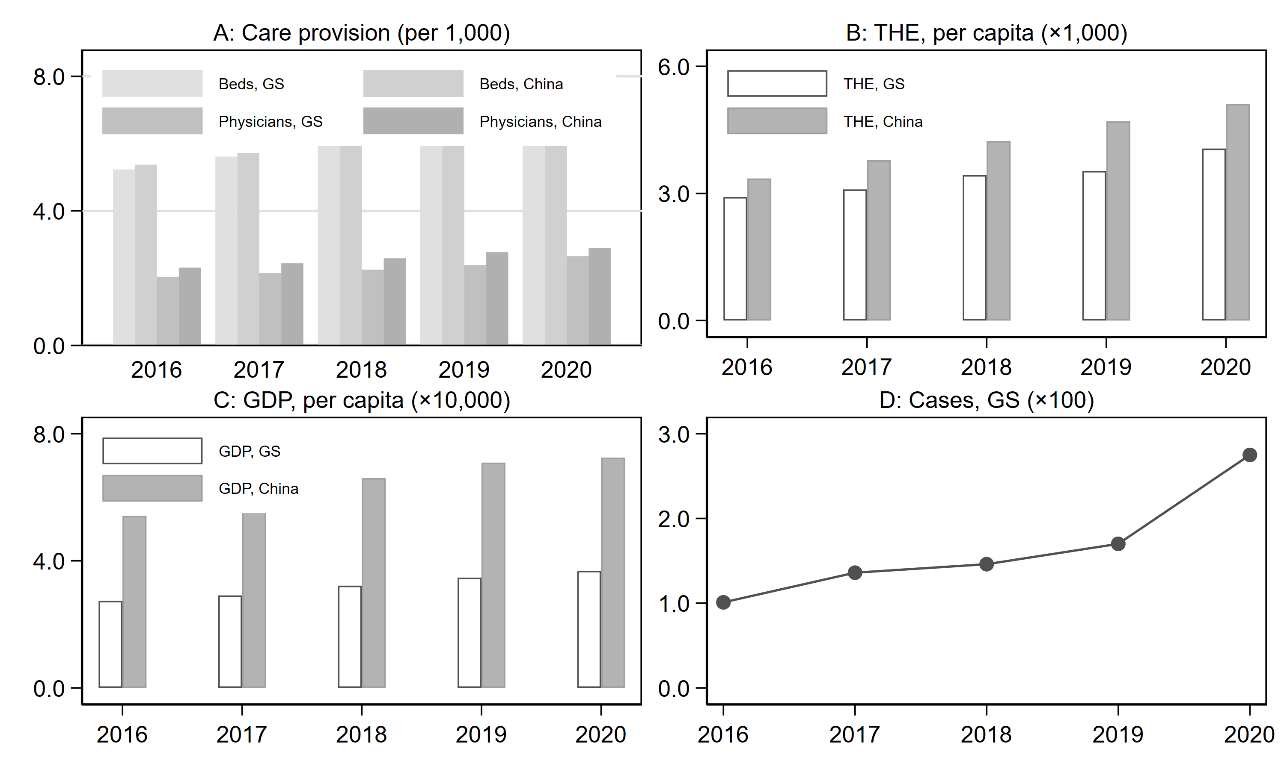 A: Care provision (per 1,000)
8.0
4.0
0.0
Beds, GS
Beds, China
Physicians, GS
Physicians, China
2016 2017 2018 2019 2020
B: THE, per capita (×1,000)
6.0
3.0
0.0
THE, GS
THE, China
2016 2017 2018 2019 2020
C: GDP, per capita (×10,000)
8.0
4.0
0.0
GDP, GS
GDP, China
2016 2017 2018 2019 2020
D: Cases, GS (×100)
3.0
2.0
1.0
0.0
2016 2017 2018 2019 2020